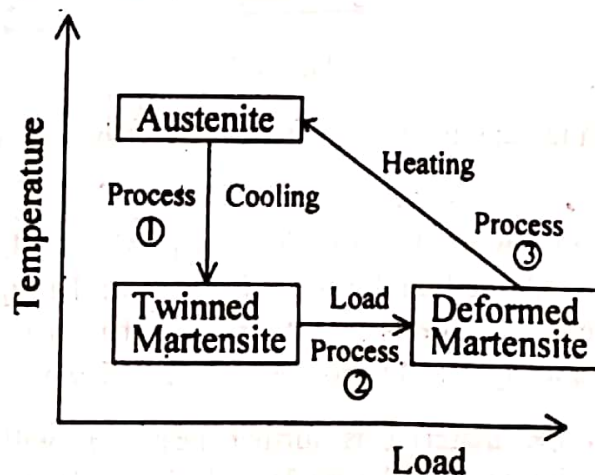 Temperature
Austenite
Heating
Process
①
Cooling
Process
③
Twinned
Martensite
Load
Process
②
Deformed
Martensite
Load